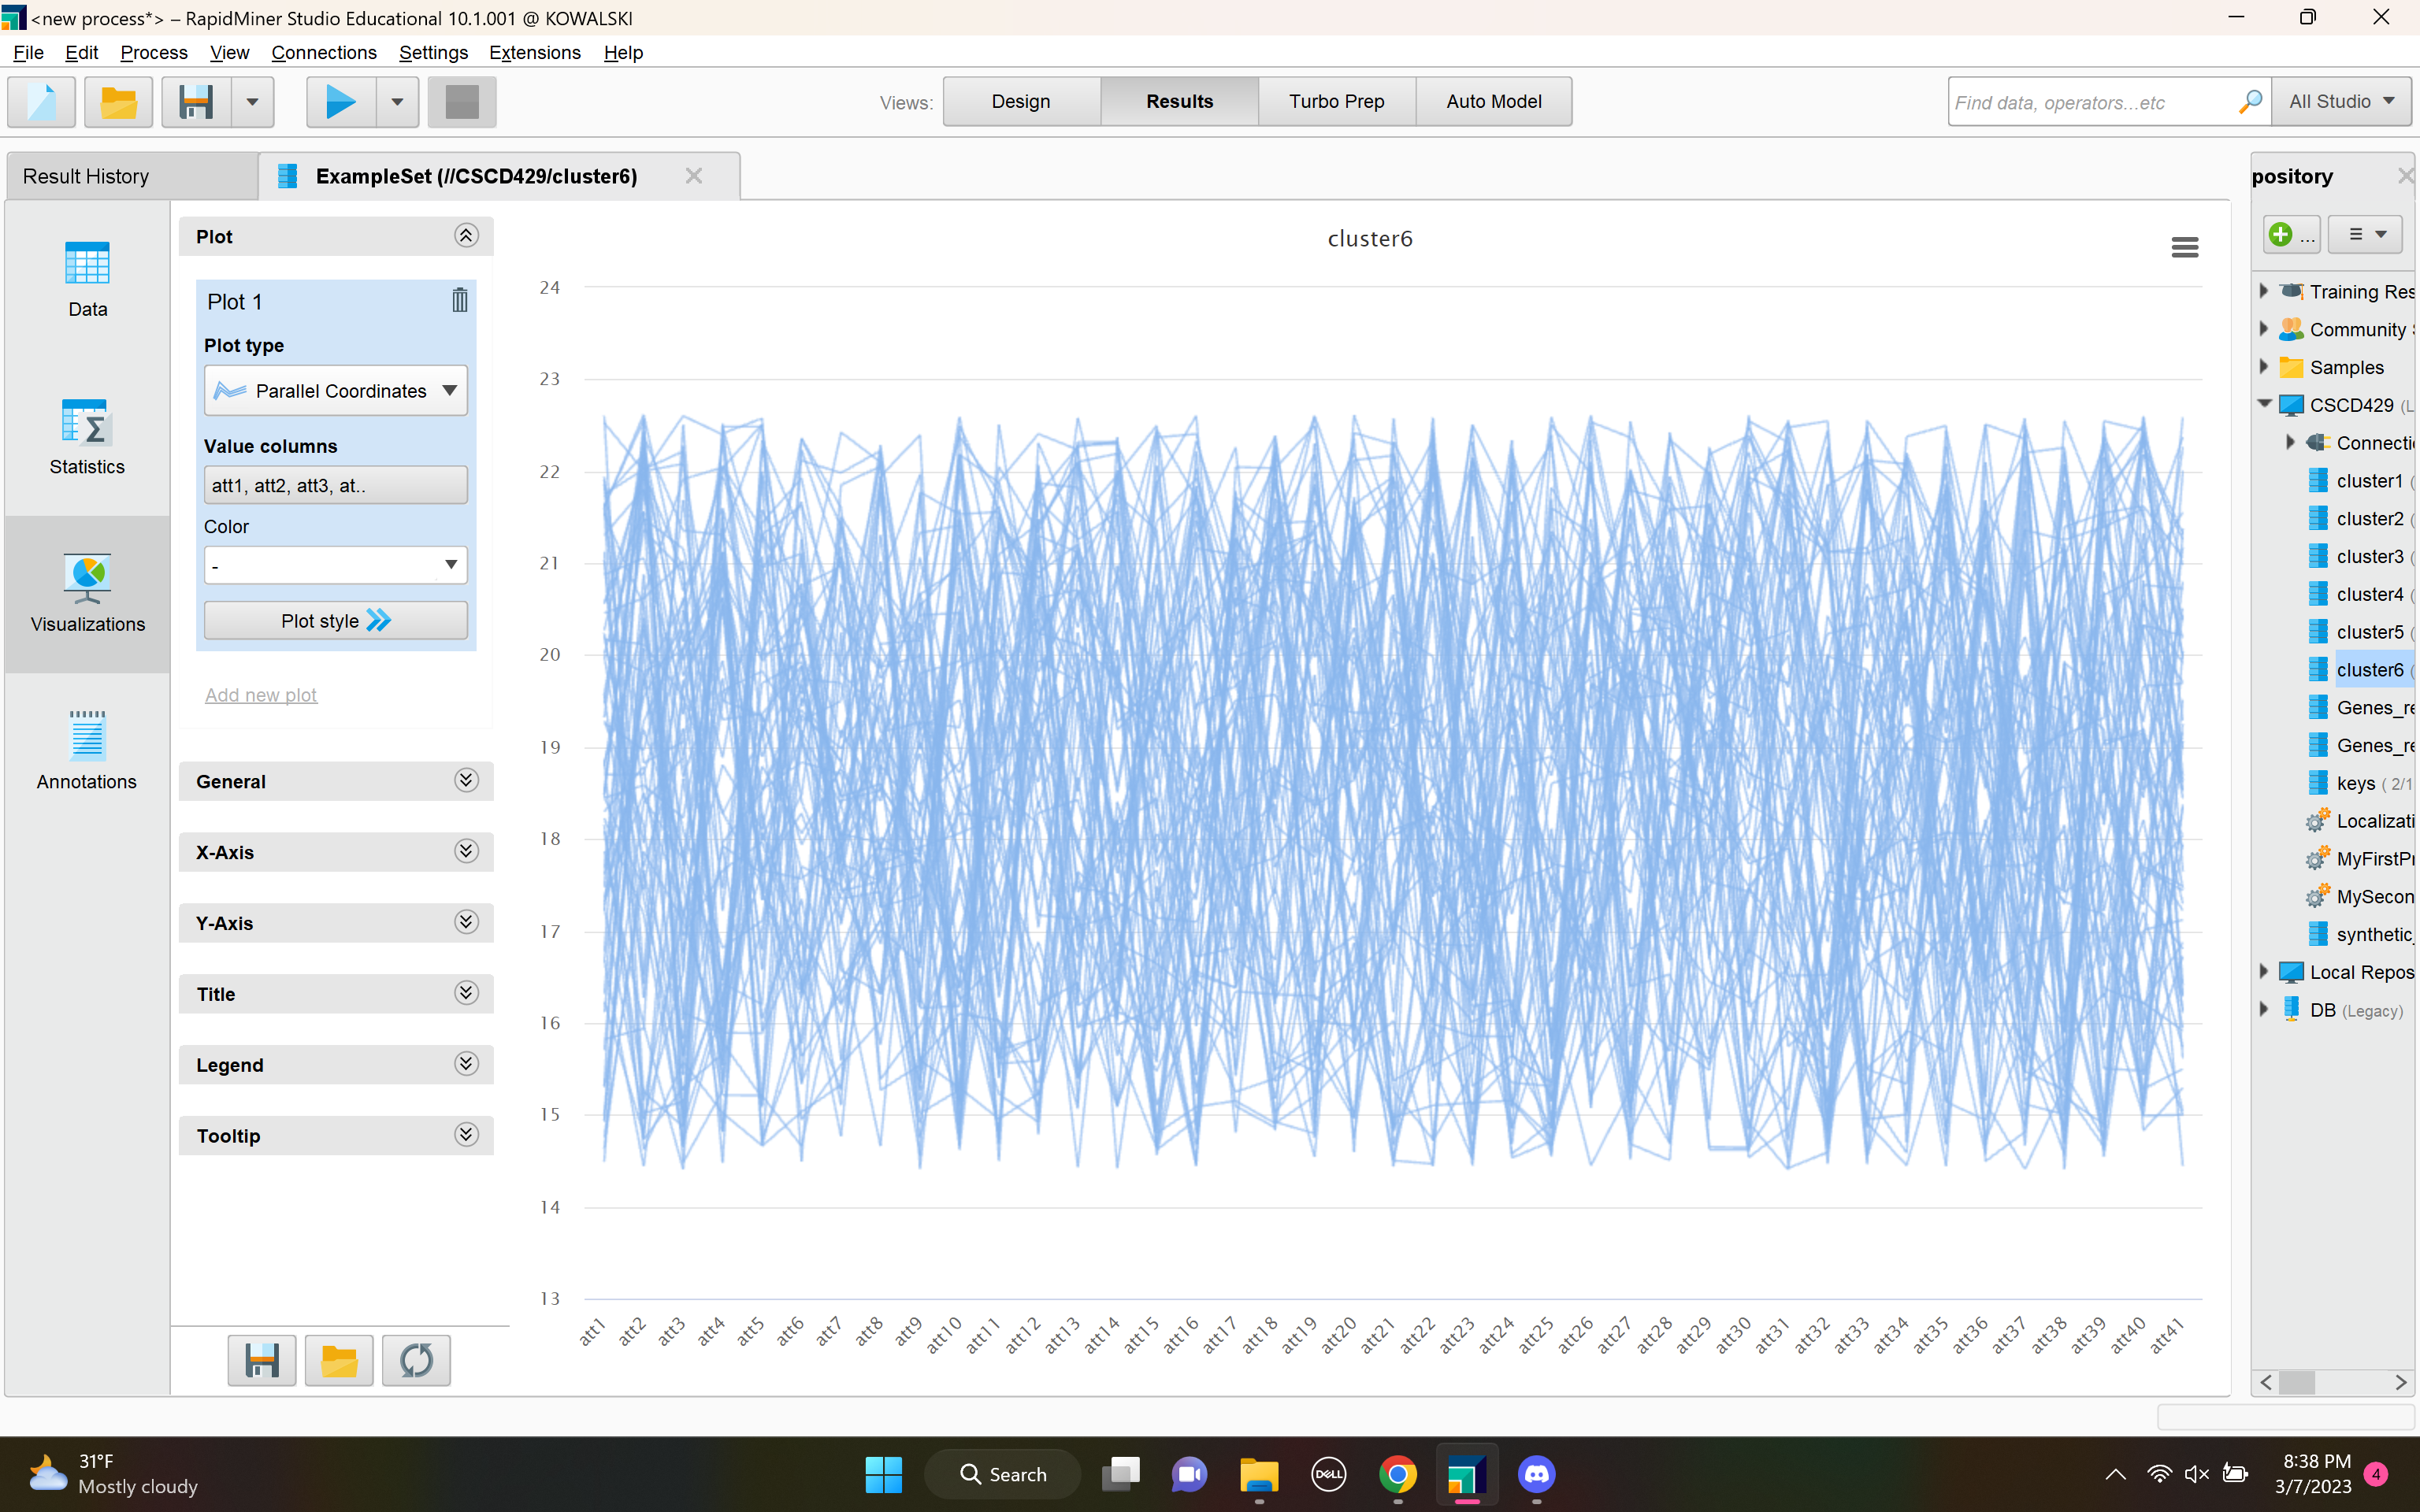 <new process*> – RapidMiner Studio Educational 10.1.001 @ KOWALSKI
File Edit Process View Connections Settings Extensions Help
Views: Design Results Turbo Prep Auto Model
Find data, operators...etc All Studio
Result History ExampleSet (//CSCD429/cluster6)
Data
Statistics
Visualizations
Annotations
Plot
Plot 1
Plot type
Parallel Coordinates
Value columns
att1, att2, att3, at..
Color
-
Plot style
Add new plot
General
X-Axis
Y-Axis
Title
Legend
Tooltip
cluster6
24
23
22
21
20
19
18
17
16
15
14
13
att1 att2 att3 att4 att5 att6 att7 att8 att9 att10 att11 att12 att13 att14 att15 att16 att17 att18 att19 att20 att21 att22 att23 att24 att25 att26 att27 att28 att29 att30 att31 att32 att33 att34 att35 att36 att37 att38 att39 att40 att41
pository
...
Training Res
Community
Samples
CSCD429 (L
Connecti
cluster1 (
cluster2 (
cluster3 (
cluster4 (
cluster5 (
cluster6 (
Genes_re
Genes_re
keys ( 2/1
Localizati
MyFirstPr
MySecon
synthetic_
Local Repos
DB (Legacy)
31°F
Mostly cloudy
Search
DELL
8:38 PM
3/7/2023
4